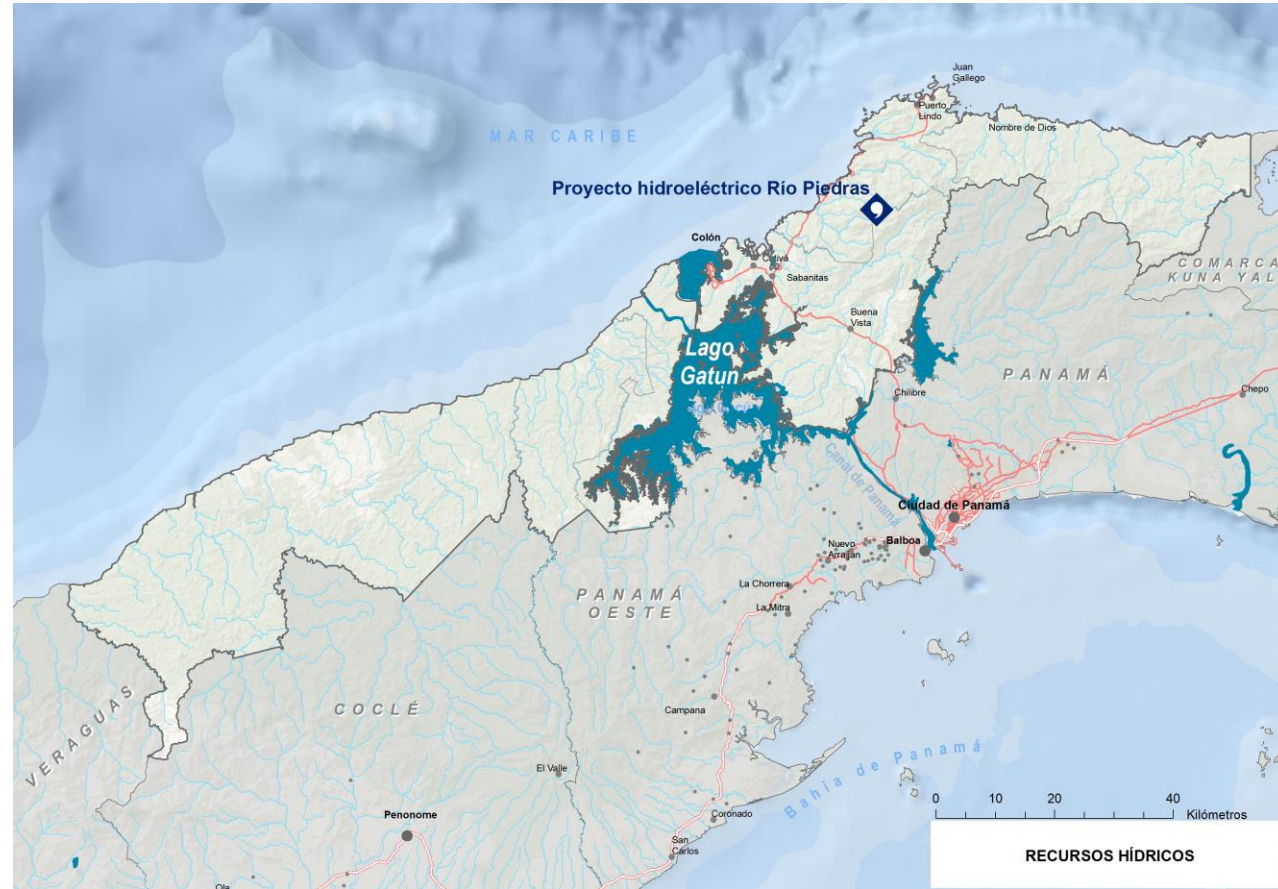 Juan
Gallego
Puerto
Lindo
Nombre de Dios
MAR CARIBE
Proyecto hidroeléctrico Río Piedras
Colón
Cativa
Sabanitas
COMARCA
KUNA YAL
Buena
Vista
Lago
Gatun
PANAMÁ
Chepo
Chilibre
Canal de Panamá
Ciudad de Panamá
Balboa
Nuevo
Arraiján
La Chorrera
PANAMÁ
OESTE
La Mitra
VERAGUAS
COCLÉ
Campana
Bahía de Panamá
El Valle
Penonome
Coronado
San
Carlos
0 10 20 40
Kilómetros
RECURSOS HÍDRICOS